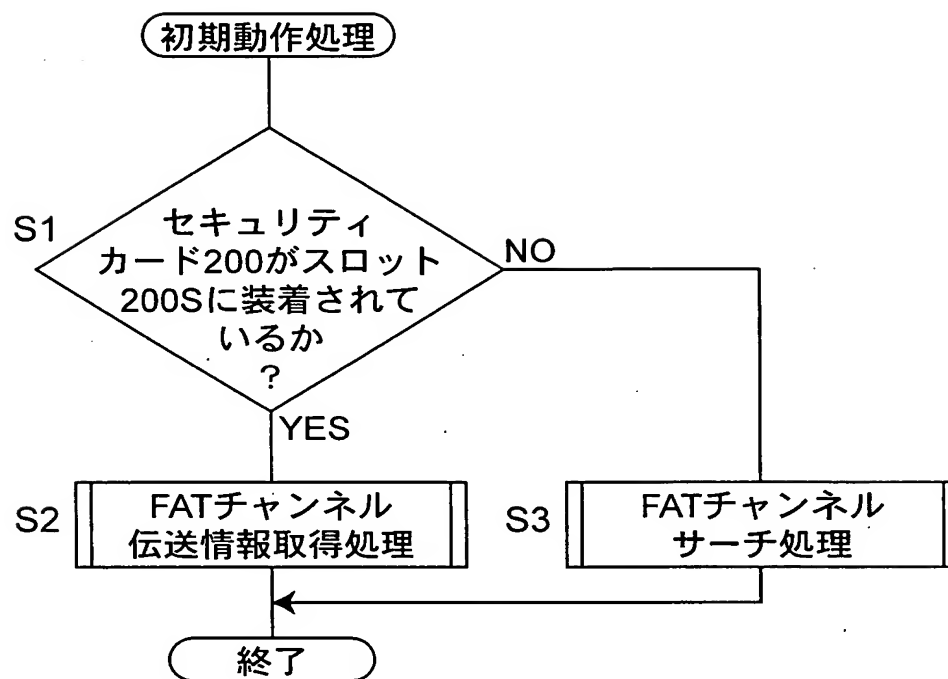 初期動作処理
S1
セキュリティ
カード200がスロット
200Sに装着されて
いるか
?
NO
YES
S2
FATチャンネル
伝送情報取得処理
S3
FATチャンネル
サーチ処理
終了